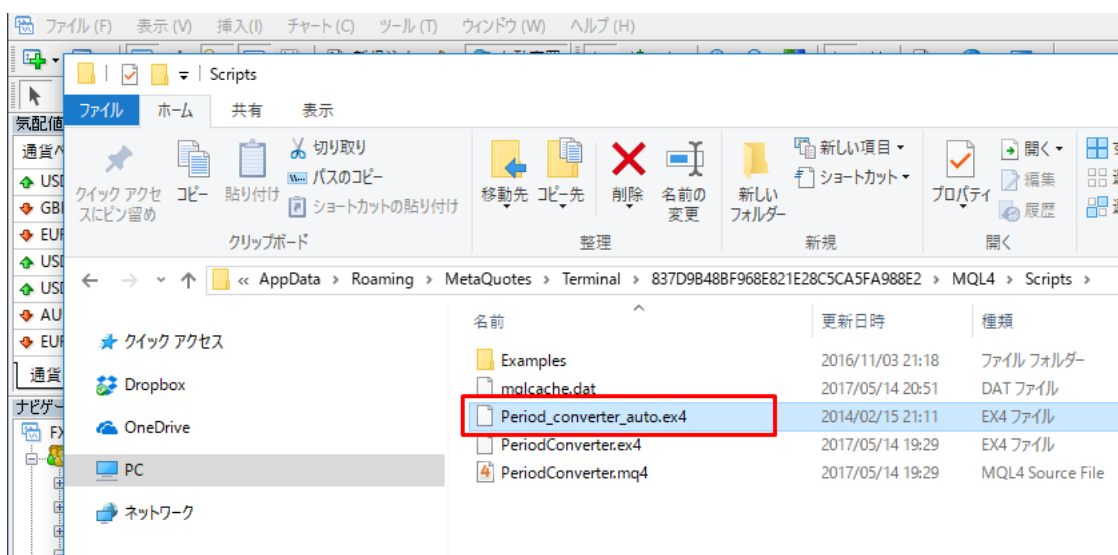 ファイル (F) 表示 (V) 挿入(I) チャート (C) ツール (T) ウィンドウ (W) ヘルプ (H)
Scripts
ファイル ホーム 共有 表示
気配値
通貨ペ
USD
GBI
EUF
USD
USD
AU
EUF
通貨
ナビゲー
FX
クイック アクセスにピン留め
コピー
貼り付け
切り取り
パスのコピー
ショートカットの貼り付け
クリップボード
移動先 コピー先 削除 名前の変更
整理
新しいフォルダー
新しい項目
ショートカット
新規
プロパティ
開く
編集
履歴
開く
« AppData > Roaming > MetaQuotes > Terminal > 837D9B48BF968E821E28C5CA5FA988E2 > MQL4 > Scripts >
クイック アクセス
Dropbox
OneDrive
PC
ネットワーク
名前 更新日時 種類
Examples 2016/11/03 21:18 ファイル フォルダー
mqlcache.dat 2017/05/14 20:51 DAT ファイル
Period_converter_auto.ex4 2014/02/15 21:11 EX4 ファイル
PeriodConverter.ex4 2017/05/14 19:29 EX4 ファイル
PeriodConverter.mq4 2017/05/14 19:29 MQL4 Source File